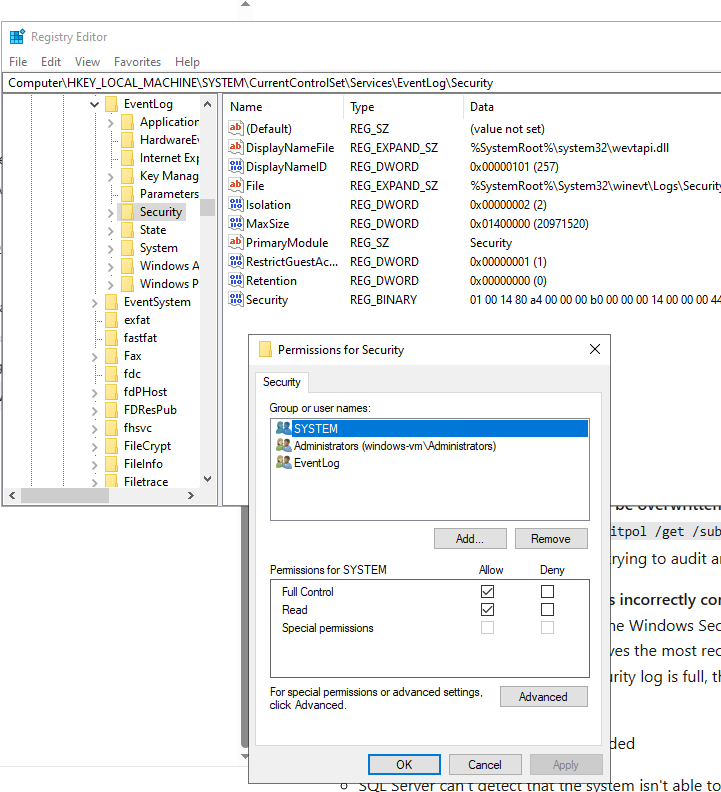 Registry Editor
File Edit View Favorites Help
Computer\HKEY_LOCAL_MACHINE\SYSTEM\CurrentControlSet\Services\EventLog\Security
EventLog
Application
HardwareEv
Internet Exp
Key Manag
Parameters
Security
State
System
Windows A
Windows P
EventSystem
exfat
fastfat
Fax
fdc
fdPHost
FDResPub
fhsvc
FileCrypt
FileInfo
Filetrace
Name Type Data
(Default) REG_SZ (value not set)
DisplayNameFile REG_EXPAND_SZ %SystemRoot%\system32\wevtapi.dll
DisplayNameID REG_DWORD 0x00000101 (257)
File REG_EXPAND_SZ %SystemRoot%\System32\winevt\Logs\Security
Isolation REG_DWORD 0x00000002 (2)
MaxSize REG_DWORD 0x01400000 (20971520)
PrimaryModule REG_SZ Security
RestrictGuestAc... REG_DWORD 0x00000001 (1)
Retention REG_DWORD 0x00000000 (0)
Security REG_BINARY 01 00 14 80 a4 00 00 00 b0 00 00 00 14 00 00 00 44
Permissions for Security
Security
Group or user names:
SYSTEM
Administrators (windows-vm\Administrators)
EventLog
Add... Remove
Permissions for SYSTEM Allow Deny
Full Control
Read
Special permissions
For special permissions or advanced settings,
click Advanced.
Advanced
OK Cancel Apply
be overwritten
itpol /get /sub
rying to audit a
s incorrectly con
he Windows Sec
ves the most rec
urity log is full, th
ded
SQL Server can't detect that the system isn't able to